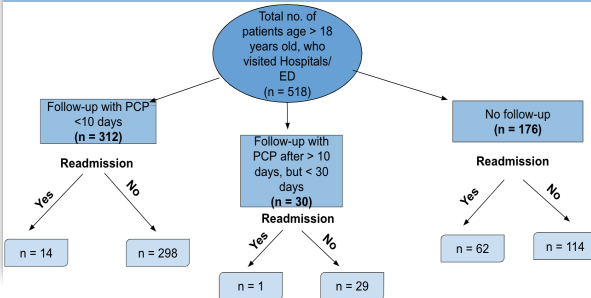 Total no. of
patients age > 18
years old, who
visited Hospitals/
ED
(n = 518)
Follow-up with PCP
<10 days
(n = 312)
Readmission
Yes
No
n = 14
n = 298
Follow-up with
PCP after > 10
days, but < 30
days
(n = 30)
Readmission
Yes
No
n = 1
n = 29
No follow-up
(n = 176)
Readmission
Yes
No
n = 62
n = 114